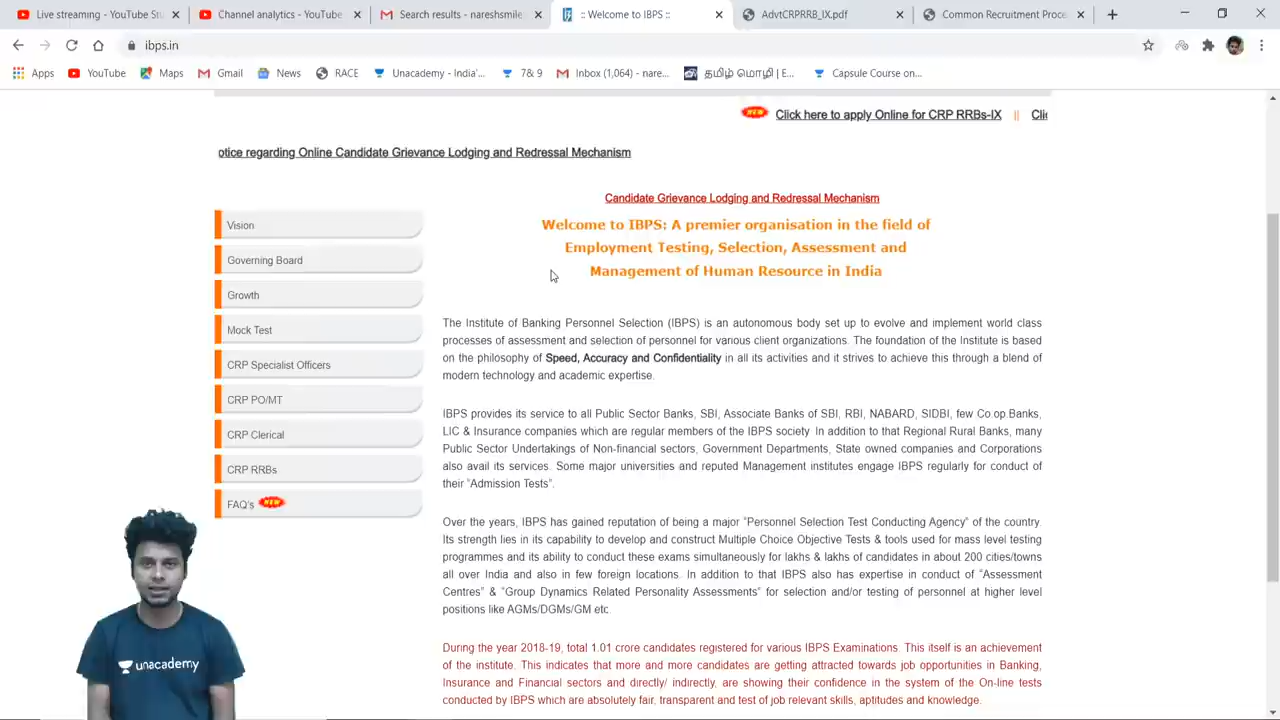 Live streaming - YouTube Stu
Channel analytics - YouTube
Search results - nareshsmile
:: Welcome to IBPS ::
AdvtCRPRRB_IX.pdf
Common Recruitment Proce
ibps.in
Apps
YouTube
Maps
Gmail
News
RACE
Unacademy - India'...
7& 9
Inbox (1,064) - nare...
தமிழ் மொழி | E...
Capsule Course on...
NEW Click here to apply Online for CRP RRBs-IX || Clic
otice regarding Online Candidate Grievance Lodging and Redressal Mechanism
Candidate Grievance Lodging and Redressal Mechanism
Welcome to IBPS: A premier organisation in the field of
Employment Testing, Selection, Assessment and
Management of Human Resource in India
Vision
Governing Board
Growth
Mock Test
CRP Specialist Officers
CRP PO/MT
CRP Clerical
CRP RRBs
FAQ's NEW
The Institute of Banking Personnel Selection (IBPS) is an autonomous body set up to evolve and implement world class
processes of assessment and selection of personnel for various client organizations. The foundation of the Institute is based
on the philosophy of Speed, Accuracy and Confidentiality in all its activities and it strives to achieve this through a blend of
modern technology and academic expertise.
IBPS provides its service to all Public Sector Banks, SBI, Associate Banks of SBI, RBI, NABARD, SIDBI, few Co op Banks,
LIC & Insurance companies which are regular members of the IBPS society. In addition to that Regional Rural Banks, many
Public Sector Undertakings of Non-financial sectors, Government Departments, State owned companies and Corporations
also avail its services. Some major universities and reputed Management institutes engage IBPS regularly for conduct of
their "Admission Tests".
Over the years, IBPS has gained reputation of being a major "Personnel Selection Test Conducting Agency" of the country.
Its strength lies in its capability to develop and construct Multiple Choice Objective Tests & tools used for mass level testing
programmes and its ability to conduct these exams simultaneously for lakhs & lakhs of candidates in about 200 cities/towns
all over India and also in few foreign locations. In addition to that IBPS also has expertise in conduct of "Assessment
Centres" & "Group Dynamics Related Personality Assessments" for selection and/or testing of personnel at higher level
positions like AGMs/DGMs/GM etc.
During the year 2018-19, total 1.01 crore candidates registered for various IBPS Examinations. This itself is an achievement
of the institute. This indicates that more and more candidates are getting attracted towards job opportunities in Banking,
Insurance and Financial sectors and directly/ indirectly, are showing their confidence in the system of the On-line tests
conducted by IBPS which are absolutely fair, transparent and test of job relevant skills, aptitudes and knowledge.
unacademy